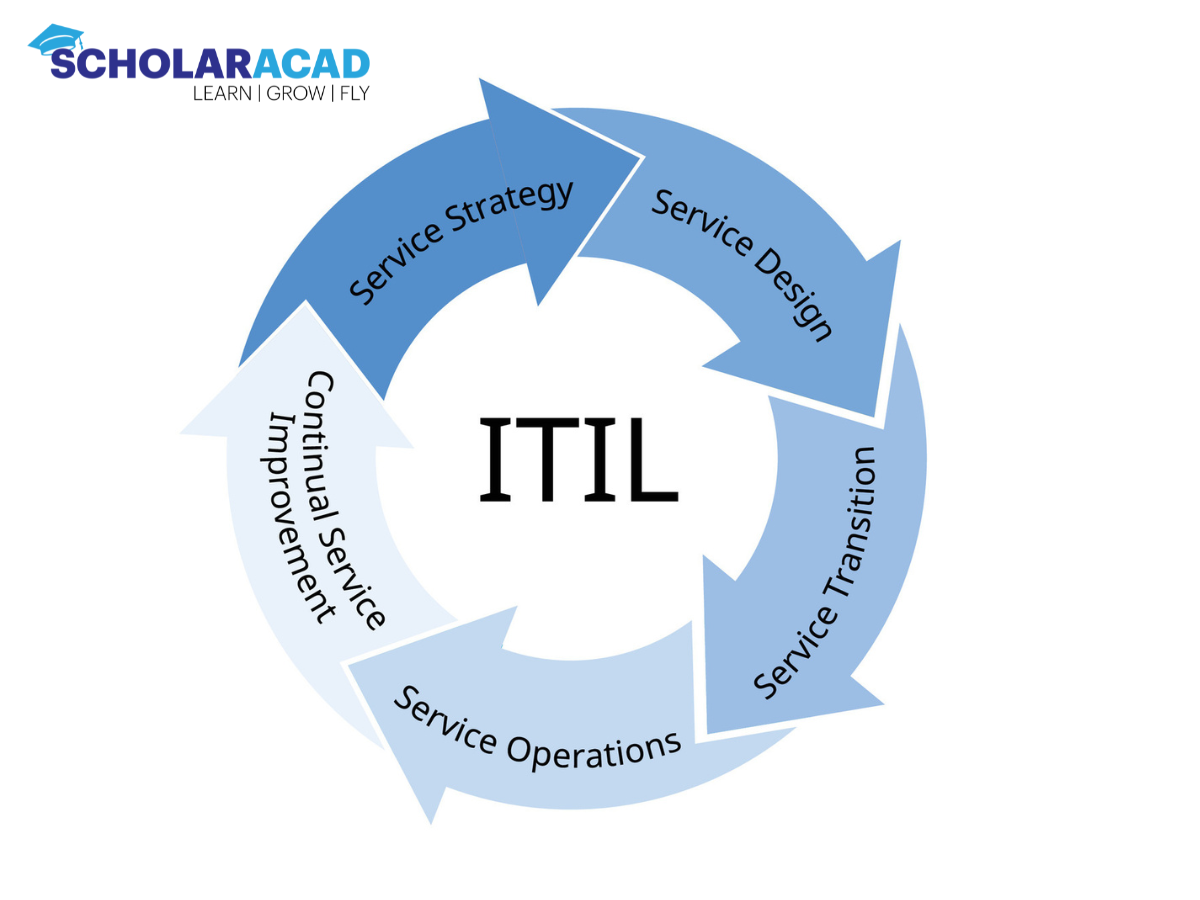 SCHOLARACAD
LEARN | GROW | FLY
Service Strategy
Service Design
Service Transition
Service Operations
Continual Service
Improvement
ITIL